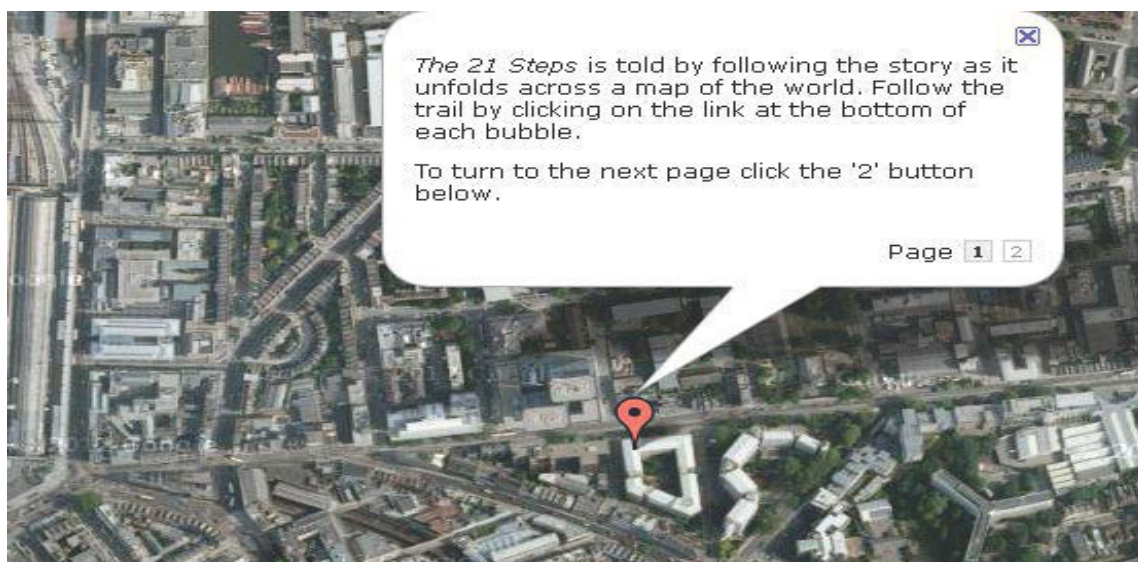 The 21 Steps is told by following the story as it
unfolds across a map of the world. Follow the
trail by clicking on the link at the bottom of
each bubble.
To turn to the next page click the '2' button
below.
Page 1 2